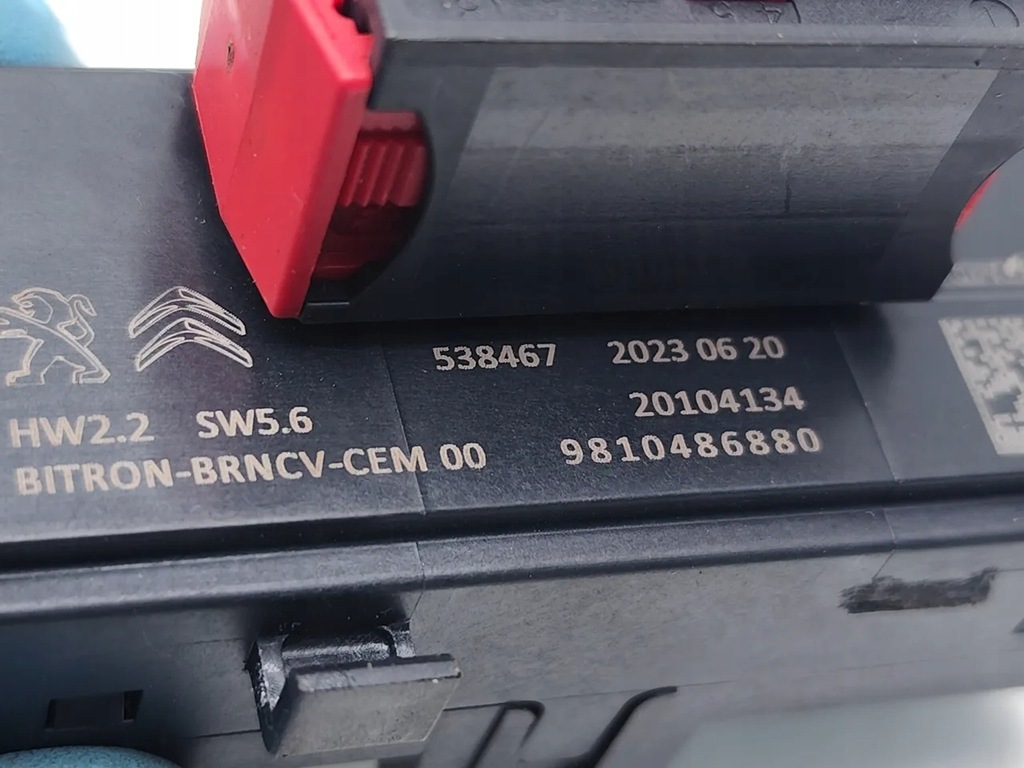 538467 2023 06 20
HW2.2 SW5.6 20104134
BITRON-BRNCV-CEM 00 9810486880